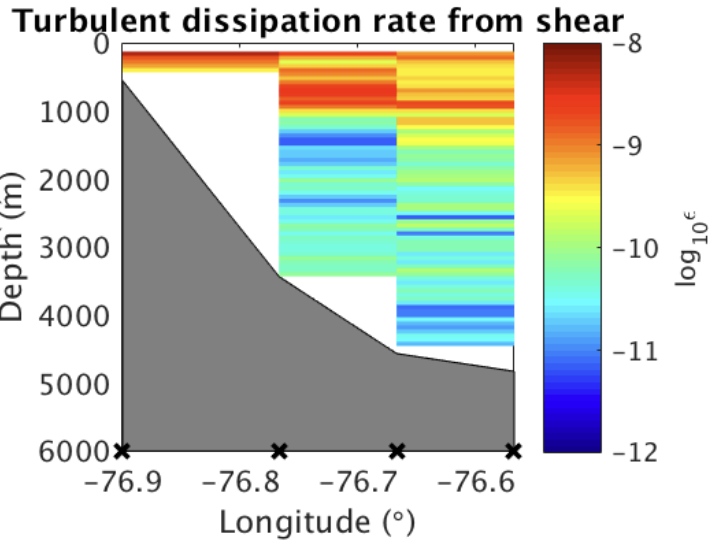 Turbulent dissipation rate from shear
0
1000
2000
3000
4000
5000
6000
Depth (m)
−76.9 −76.8 −76.7 −76.6
Longitude (°)
−8
−9
−10
−11
−12
log₁₀ϵ